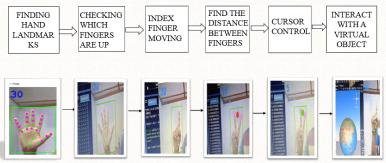 FINDING
HAND
LANDMAR
KS
CHECKING
WHICH
FINGERS
ARE UP
INDEX
FINGER
MOVING
FIND THE
DISTANCE
BETWEEN
FINGERS
CURSOR
CONTROL
INTERACT
WITH A
VIRTUAL
OBJECT
30